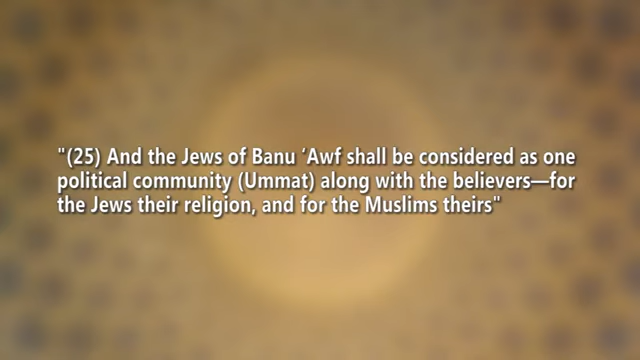 "(25) And the Jews of Banu ‘Awf shall be considered as one
political community (Ummat) along with the believers—for
the Jews their religion, and for the Muslims theirs"